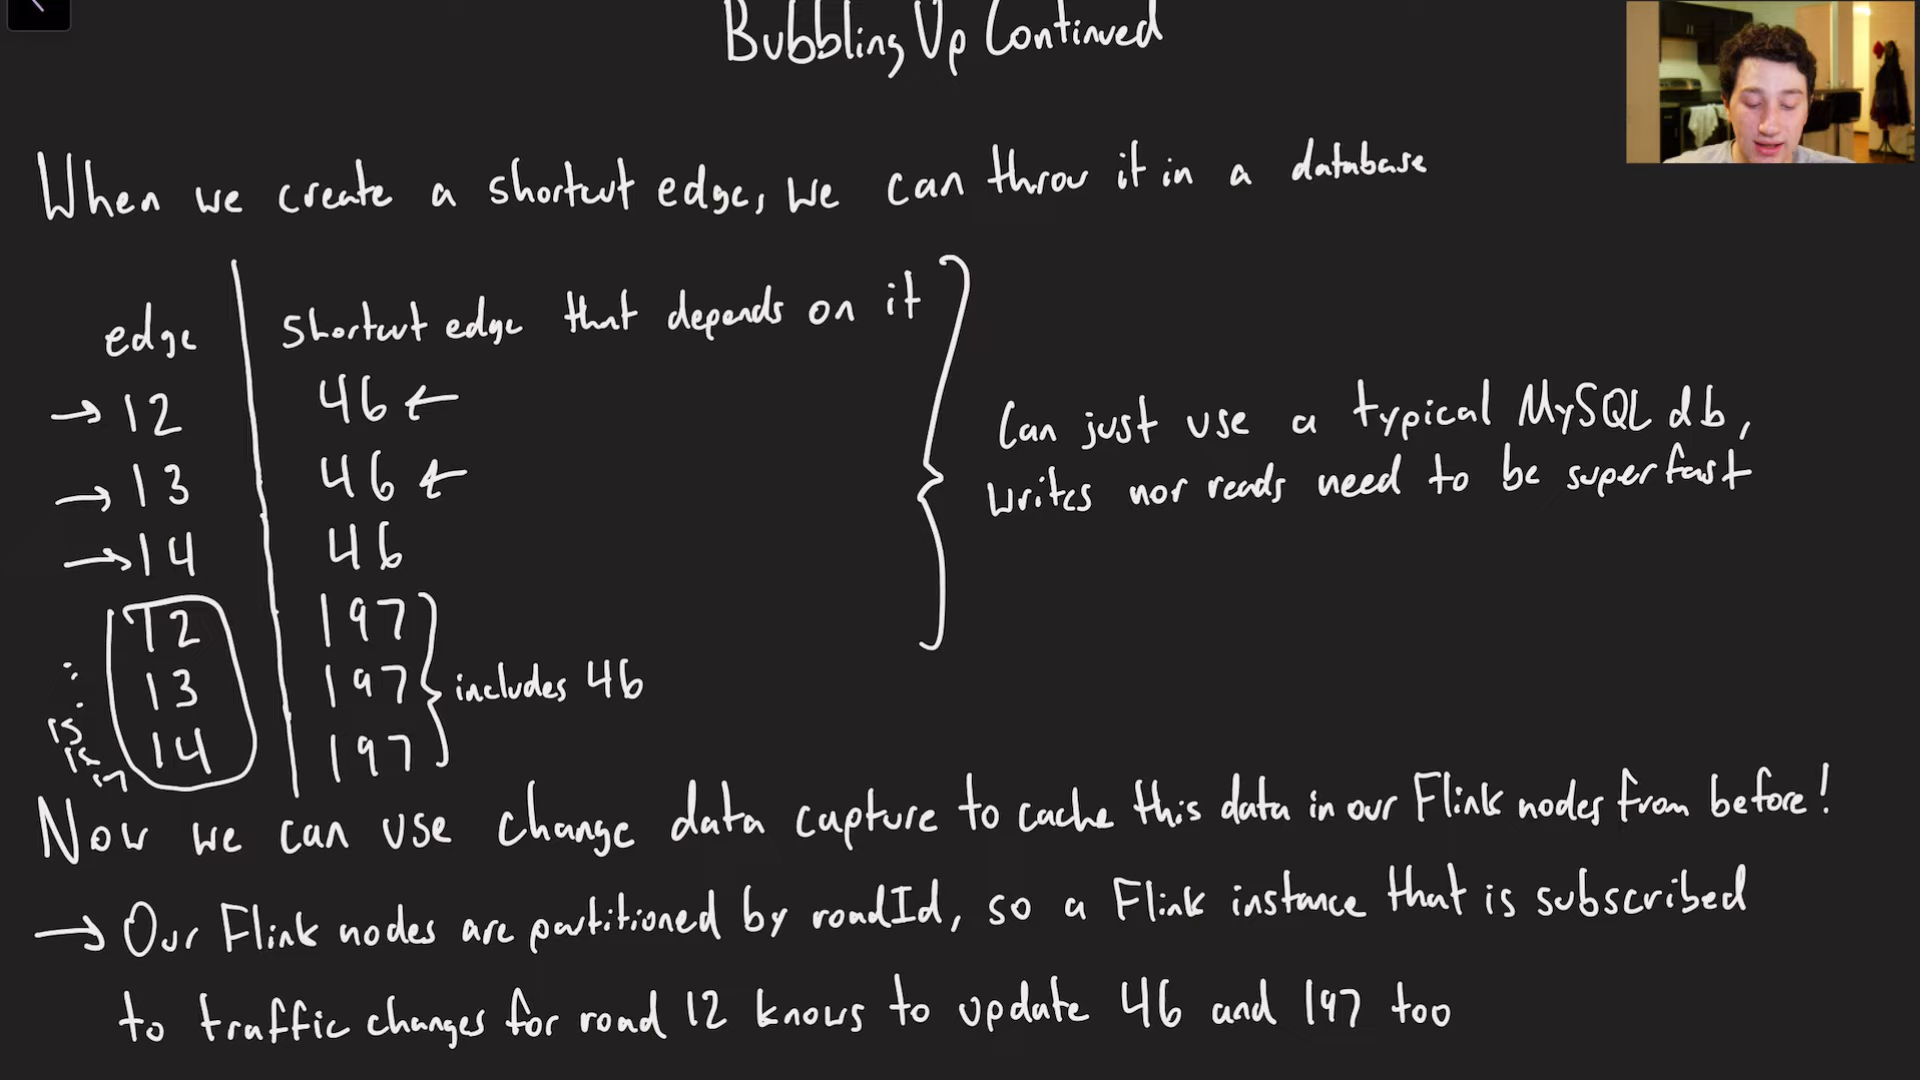 Bubbling Up Continued
When we create a shortcut edge, we can throw it in a database
edge | shortcut edge that depends on it
→ 12 | 46 ←
→ 13 | 46 ←
→ 14 | 46
12 | 197
13 | 197
14 | 197
includes 46
Can just use a typical MySQL db,
writes nor reads need to be super fast
Now we can use change data capture to cache this data in our Flink nodes from before!
→ Our Flink nodes are partitioned by roadId, so a Flink instance that is subscribed
to traffic changes for road 12 knows to update 46 and 197 too